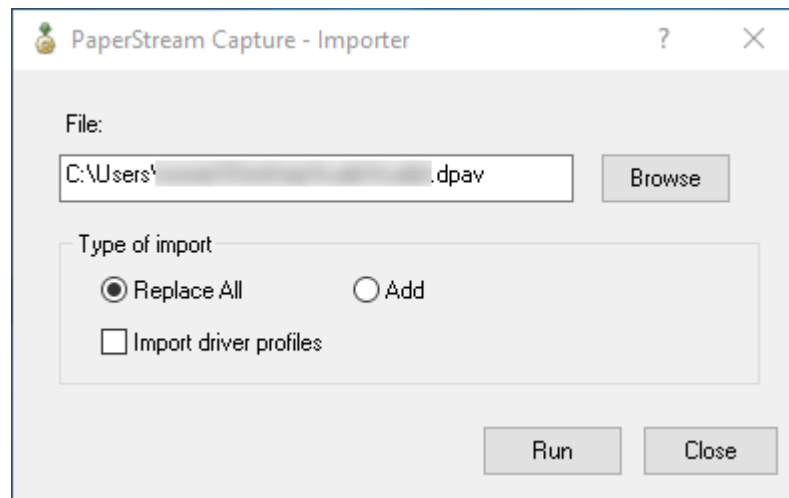 PaperStream Capture - Importer
File:
C:\Users\ .dpav
Browse
Type of import
Replace All
Add
Import driver profiles
Run
Close